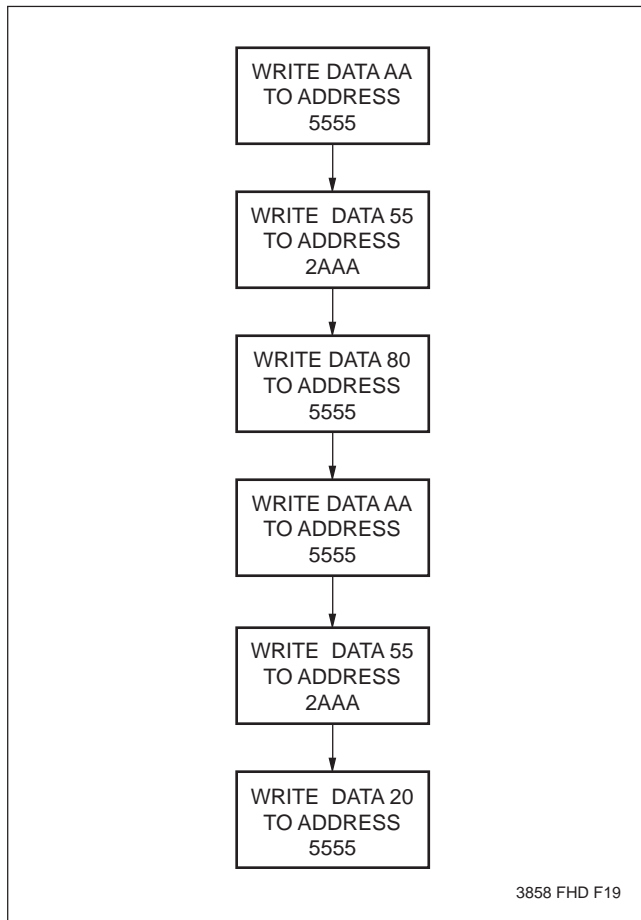 WRITE DATA AA
TO ADDRESS
5555
WRITE DATA 55
TO ADDRESS
2AAA
WRITE DATA 80
TO ADDRESS
5555
WRITE DATA AA
TO ADDRESS
5555
WRITE DATA 55
TO ADDRESS
2AAA
WRITE DATA 20
TO ADDRESS
5555
3858 FHD F19